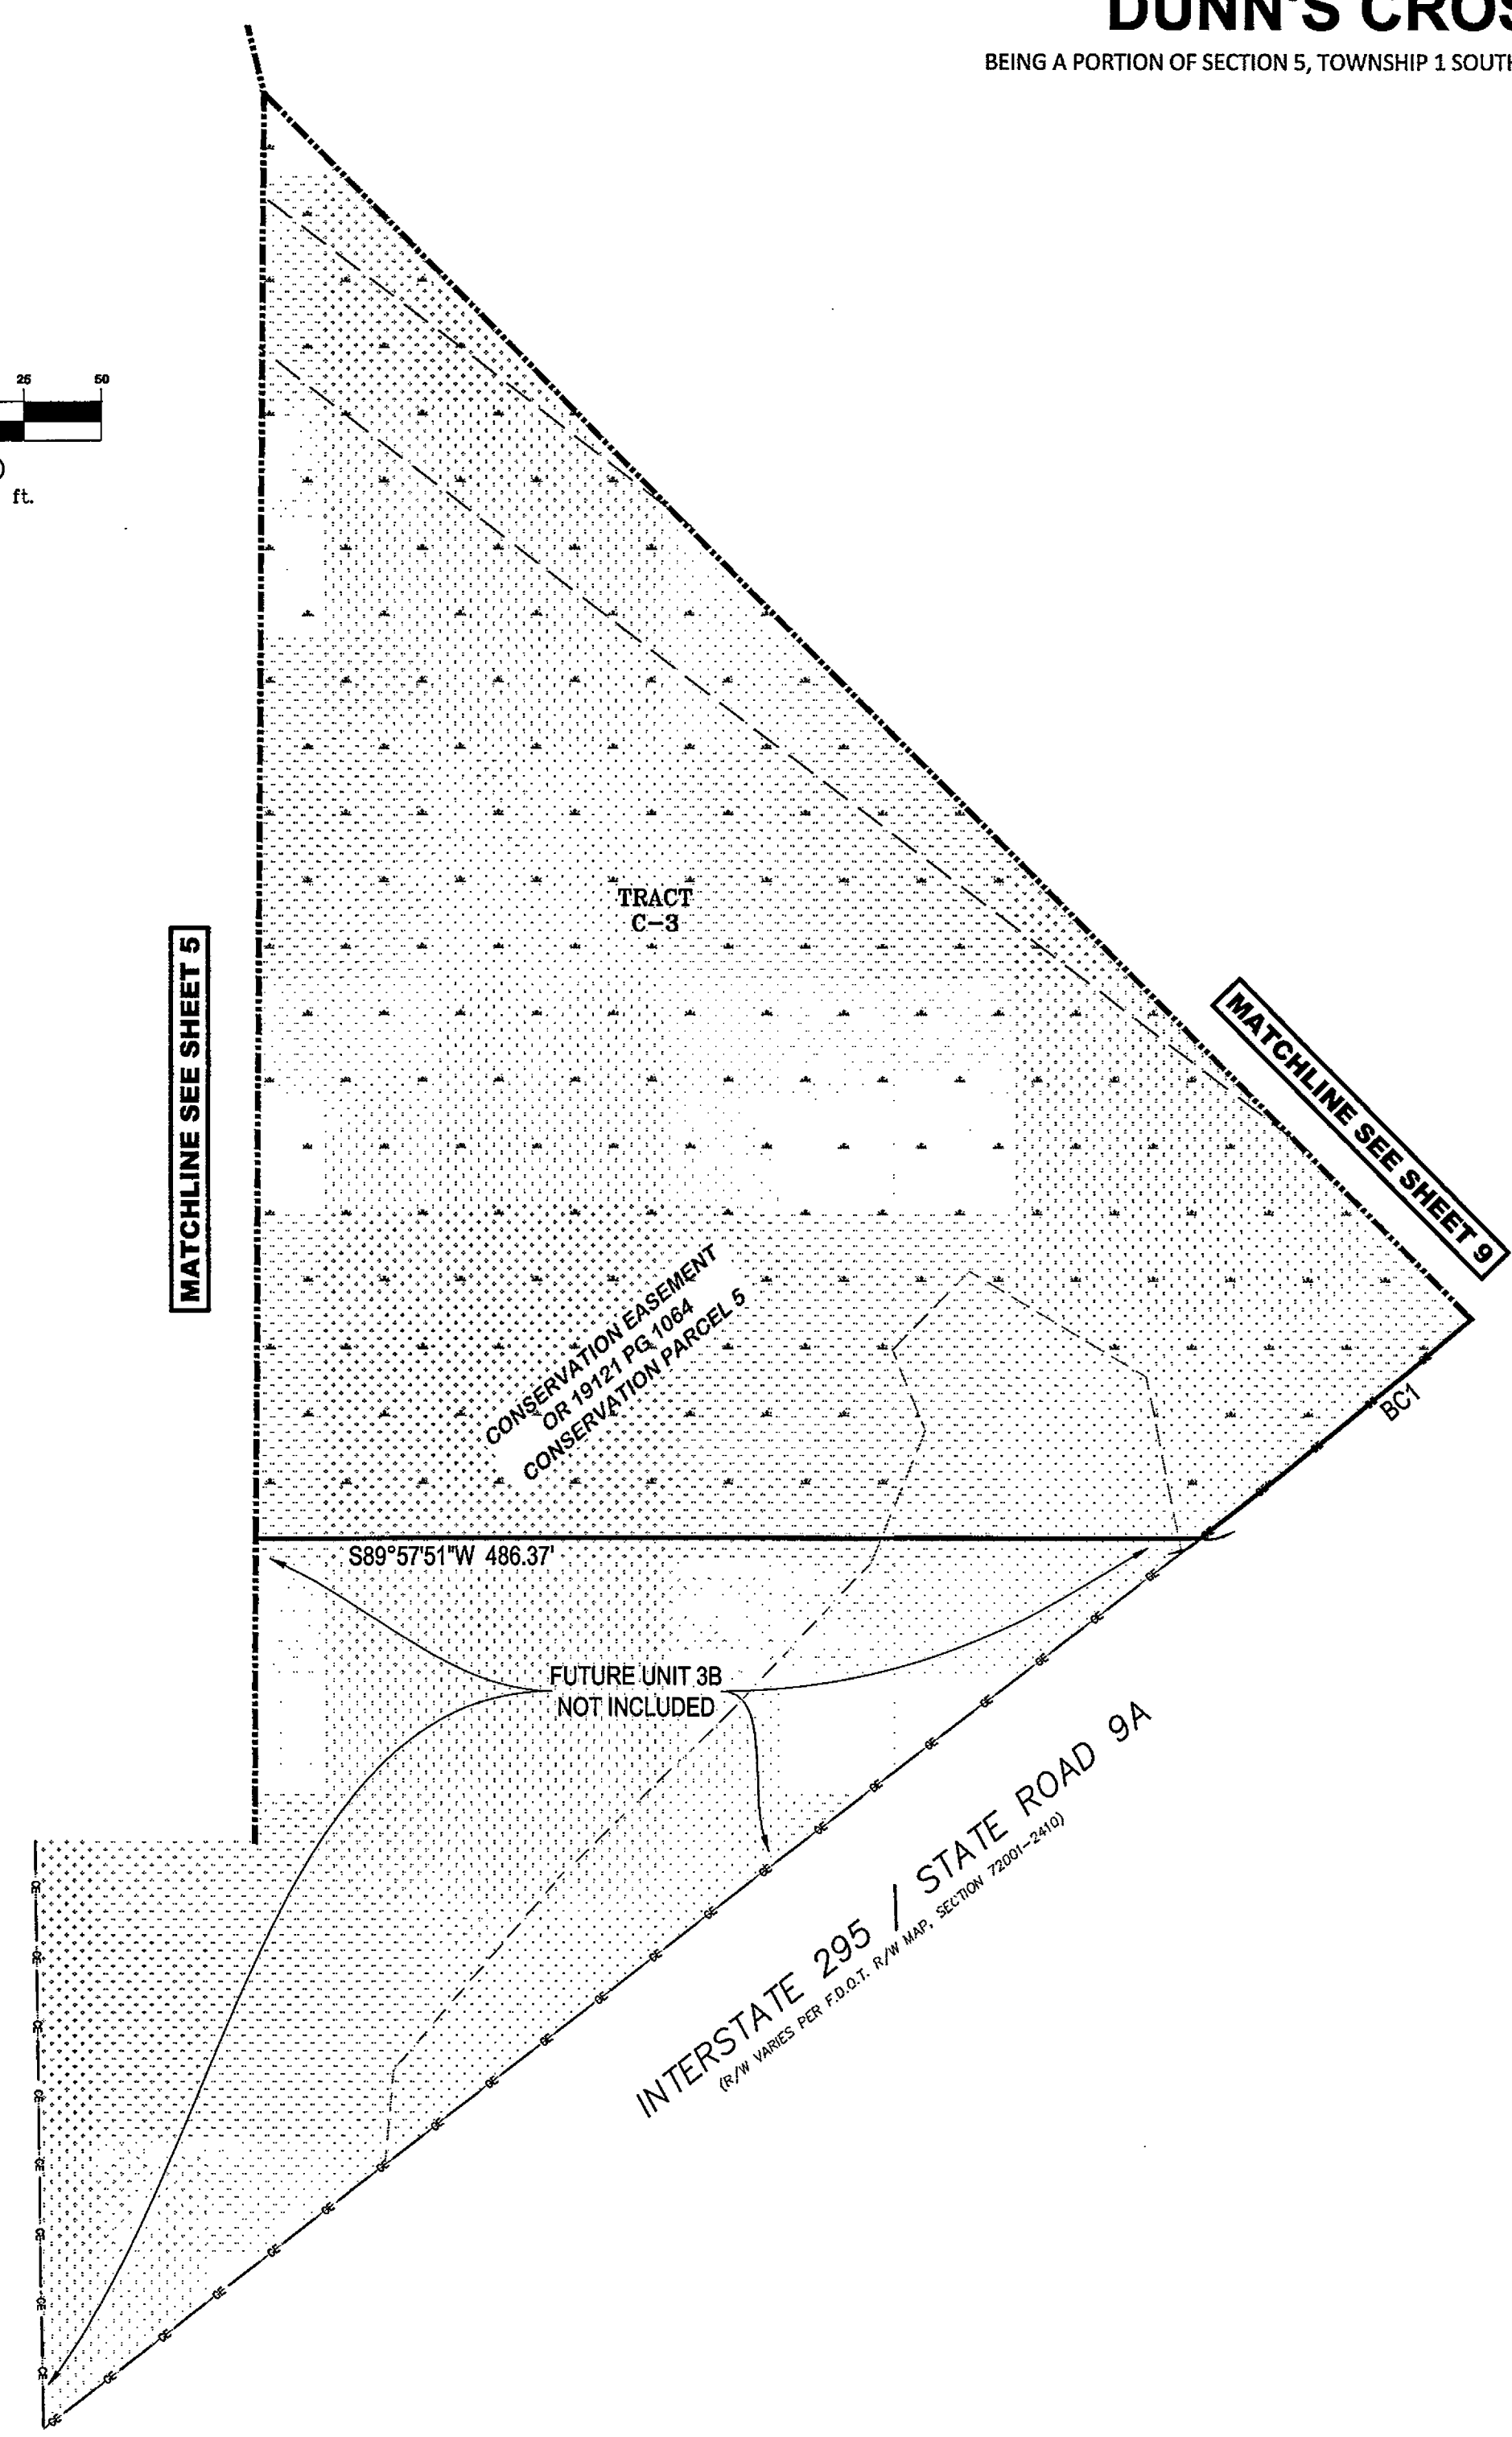 DUNN'S CROS
BEING A PORTION OF SECTION 5, TOWNSHIP 1 SOUTH
25 50
)
ft.
TRACT
C-3
MATCHLINE SEE SHEET 5
MATCHLINE SEE SHEET 9
CONSERVATION EASEMENT
OR 19121 PG 1064
CONSERVATION PARCEL 5
BC1
S89°57'51"W 486.37'
FUTURE UNIT 3B
NOT INCLUDED
INTERSTATE 295 / STATE ROAD 9A
(R/W VARIES PER F.D.O.T. R/W MAP, SECTION 72001-2410)